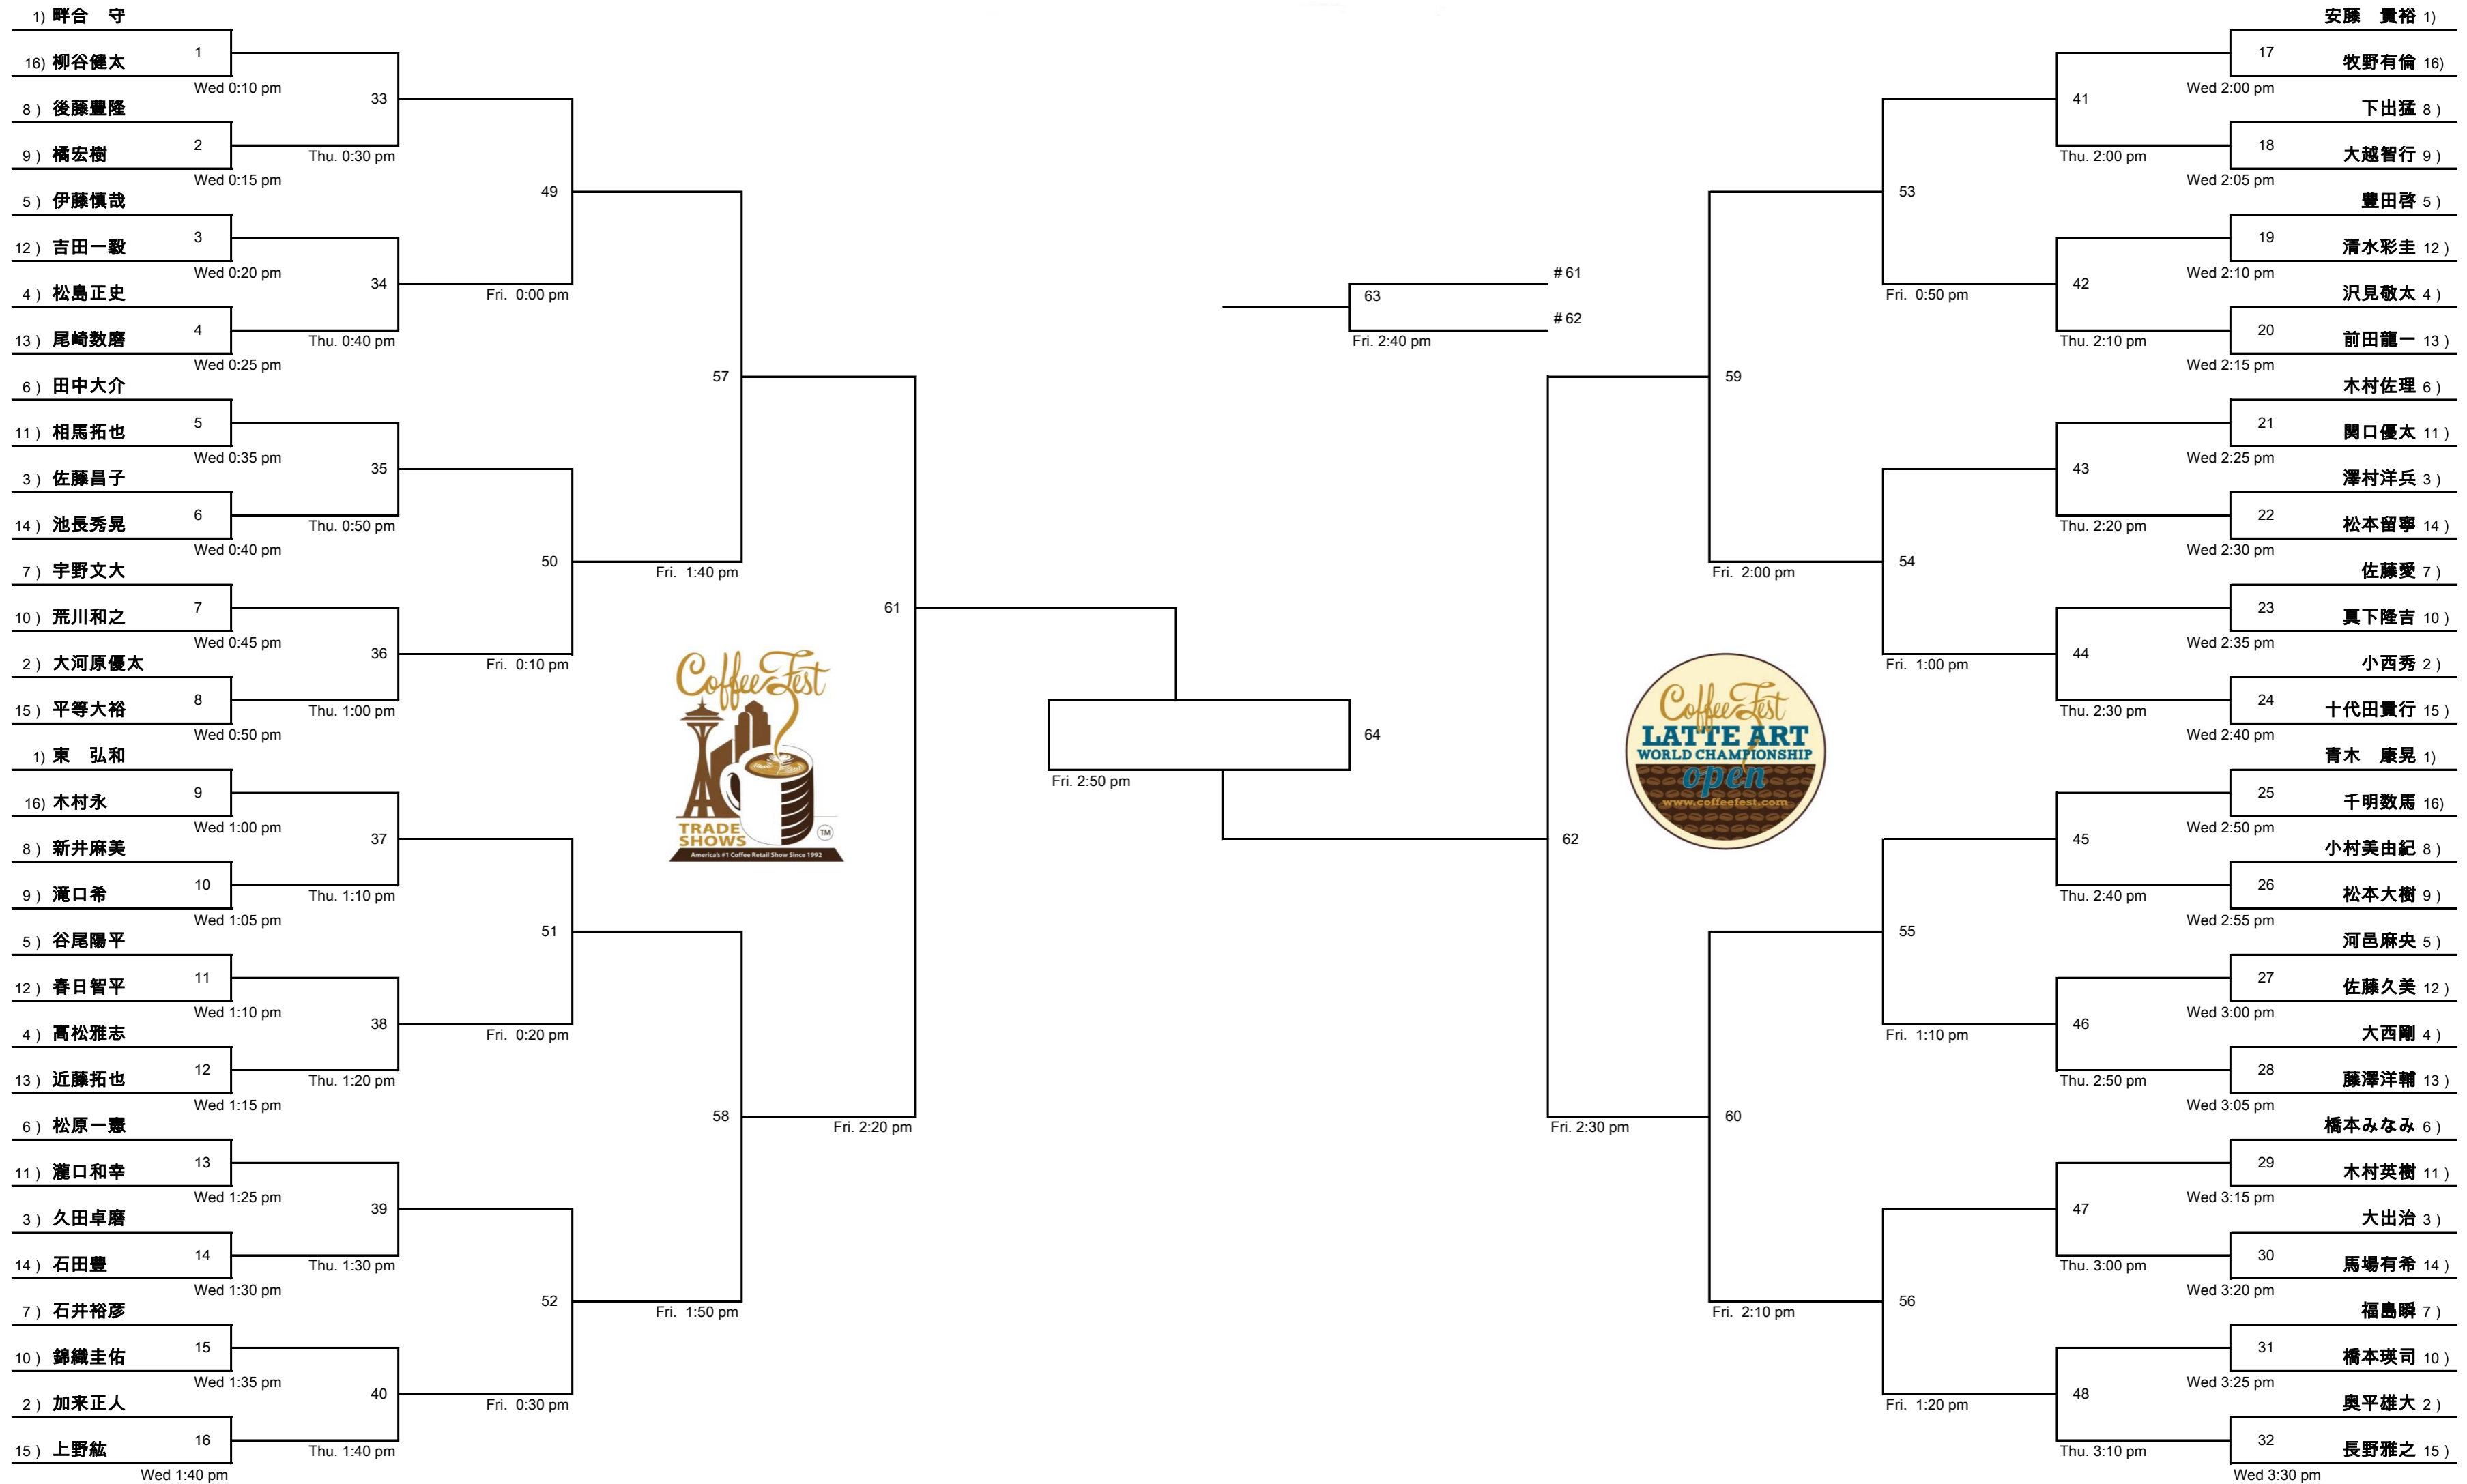 1) 畔合　守
1
16) 柳谷健太
Wed 0:10 pm
33
8 ) 後藤豊隆
2
9 ) 橘宏樹
Thu. 0:30 pm
Wed 0:15 pm
49
5 ) 伊藤慎哉
3
12 ) 吉田一毅
Wed 0:20 pm
34
Fri. 0:00 pm
4 ) 松島正史
4
13 ) 尾崎数磨
Thu. 0:40 pm
Wed 0:25 pm
57
6 ) 田中大介
5
11 ) 相馬拓也
Wed 0:35 pm
35
3 ) 佐藤昌子
6
14 ) 池長秀晃
Thu. 0:50 pm
Wed 0:40 pm
50
Fri. 1:40 pm
7 ) 宇野文大
7
10 ) 荒川和之
Wed 0:45 pm
36
Fri. 0:10 pm
2 ) 大河原優太
8
15 ) 平等大裕
Thu. 1:00 pm
Wed 0:50 pm
61
1) 東　弘和
9
16) 木村永
Wed 1:00 pm
37
8 ) 新井麻美
10
9 ) 滝口希
Thu. 1:10 pm
Wed 1:05 pm
51
5 ) 谷尾陽平
11
12 ) 春日智平
Wed 1:10 pm
38
Fri. 0:20 pm
4 ) 高松雅志
12
13 ) 近藤拓也
Thu. 1:20 pm
Wed 1:15 pm
58
Fri. 2:20 pm
6 ) 松原一憲
13
11 ) 瀧口和幸
Wed 1:25 pm
39
3 ) 久田卓磨
14
14 ) 石田豊
Thu. 1:30 pm
Wed 1:30 pm
52
Fri. 1:50 pm
7 ) 石井裕彦
15
10 ) 錦織圭佑
Wed 1:35 pm
40
Fri. 0:30 pm
2 ) 加来正人
16
15 ) 上野紘
Thu. 1:40 pm
Wed 1:40 pm
Coffee Fest
TRADE
SHOWS
TM
America's #1 Coffee Retail Show Since 1992
# 61
63
# 62
Fri. 2:40 pm
64
Fri. 2:50 pm
Coffee Fest
LATTE ART
WORLD CHAMPIONSHIP
open
www.coffeefest.com
安藤　貴裕 1)
17
牧野有倫 16)
Wed 2:00 pm
41
下出猛 8 )
18
大越智行 9 )
Thu. 2:00 pm
Wed 2:05 pm
53
豊田啓 5 )
19
清水彩圭 12 )
Wed 2:10 pm
42
Fri. 0:50 pm
沢見敬太 4 )
20
前田龍一 13 )
Thu. 2:10 pm
Wed 2:15 pm
59
木村佐理 6 )
21
関口優太 11 )
Wed 2:25 pm
43
澤村洋兵 3 )
22
松本留寧 14 )
Thu. 2:20 pm
Wed 2:30 pm
54
Fri. 2:00 pm
佐藤愛 7 )
23
真下隆吉 10 )
Wed 2:35 pm
44
Fri. 1:00 pm
小西秀 2 )
24
十代田貴行 15 )
Thu. 2:30 pm
Wed 2:40 pm
62
青木　康晃 1)
25
千明数馬 16)
Wed 2:50 pm
45
小村美由紀 8 )
26
松本大樹 9 )
Thu. 2:40 pm
Wed 2:55 pm
55
河邑麻央 5 )
27
佐藤久美 12 )
Wed 3:00 pm
46
Fri. 1:10 pm
大西剛 4 )
28
藤澤洋輔 13 )
Thu. 2:50 pm
Wed 3:05 pm
60
Fri. 2:30 pm
橋本みなみ 6 )
29
木村英樹 11 )
Wed 3:15 pm
47
大出治 3 )
30
馬場有希 14 )
Thu. 3:00 pm
Wed 3:20 pm
56
Fri. 2:10 pm
福島瞬 7 )
31
橋本瑛司 10 )
Wed 3:25 pm
48
Fri. 1:20 pm
奥平雄大 2 )
32
長野雅之 15 )
Thu. 3:10 pm
Wed 3:30 pm